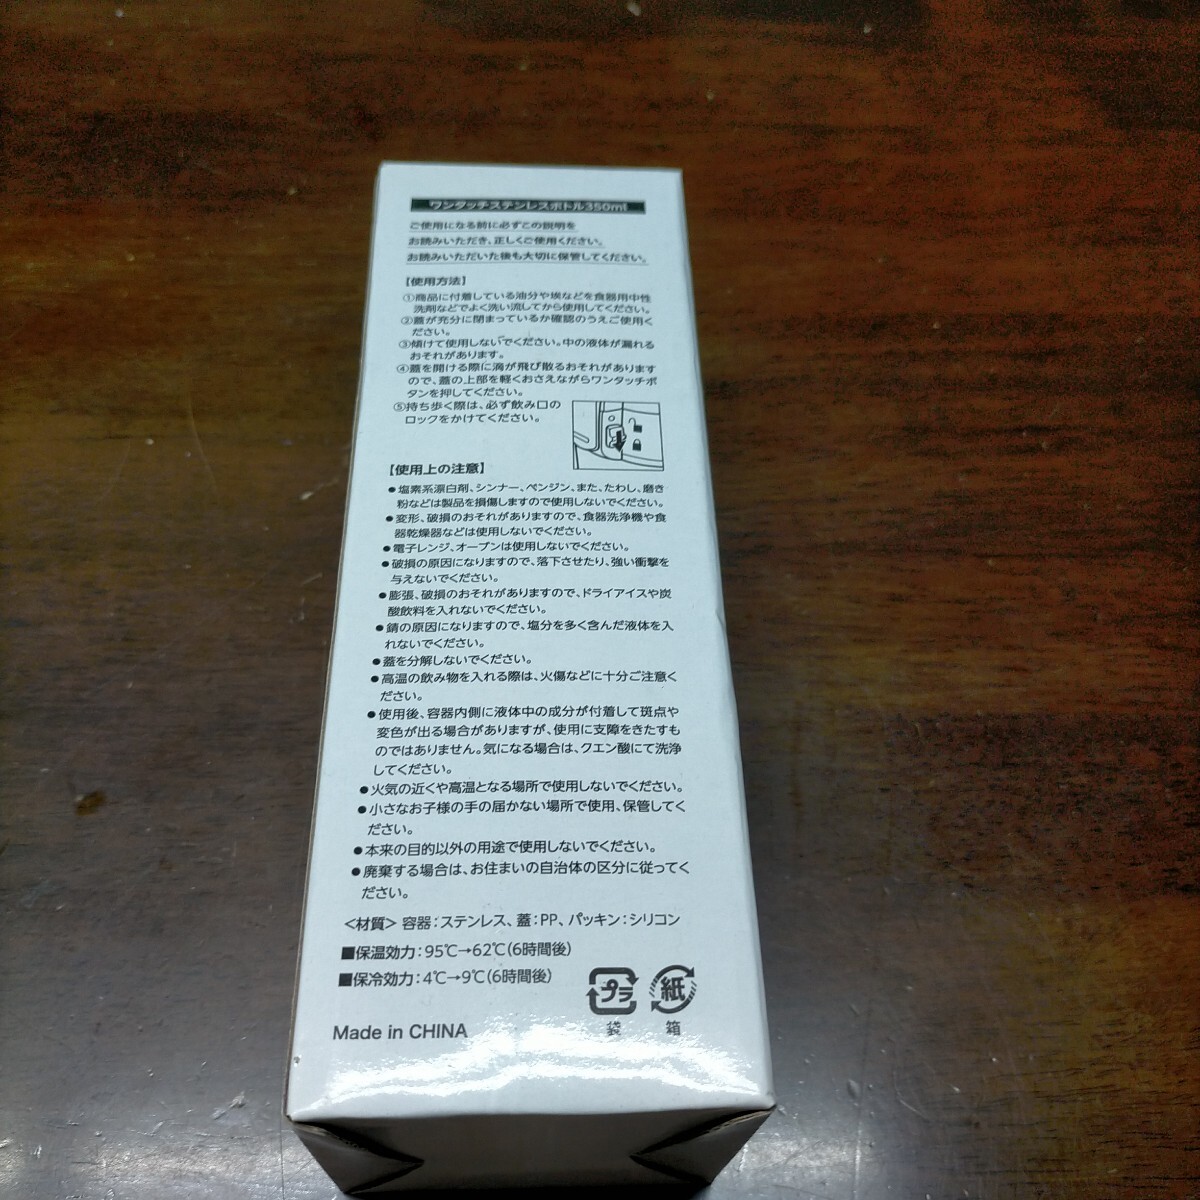 ワンタッチステンレスボトル350ml
ご使用になる前に必ずこの説明を
お読みいただき、正しくご使用ください。
お読みいただいた後も大切に保管してください。
【使用方法】
①商品に付着している油分や埃などを食器用中性
洗剤などでよく洗い流してから使用してください。
②蓋が充分に閉まっているか確認のうえご使用く
ださい。
③傾けて使用しないでください。中の液体が漏れる
おそれがあります。
④蓋を開ける際に滴が飛び散るおそれがあります
ので、蓋の上部を軽くおさえながらワンタッチボ
タンを押してください。
⑤持ち歩く際は、必ず飲み口の
ロックをかけてください。
【使用上の注意】
●塩素系漂白剤、シンナー、ベンジン、また、たわし、磨き
粉などは製品を損傷しますので使用しないでください。
●変形、破損のおそれがありますので、食器洗浄機や食
器乾燥器などは使用しないでください。
●電子レンジ、オーブンは使用しないでください。
●破損の原因になりますので、落下させたり、強い衝撃を
与えないでください。
●膨張、破損のおそれがありますので、ドライアイスや炭
酸飲料を入れないでください。
●錆の原因になりますので、塩分を多く含んだ液体を入
れないでください。
●蓋を分解しないでください。
●高温の飲み物を入れる際は、火傷などに十分ご注意く
ださい。
●使用後、容器内側に液体中の成分が付着して斑点や
変色が出る場合がありますが、使用に支障をきたすも
のではありません。気になる場合は、クエン酸にて洗浄
してください。
●火気の近くや高温となる場所で使用しないでください。
●小さなお子様の手の届かない場所で使用、保管してく
ださい。
●本来の目的以外の用途で使用しないでください。
●廃棄する場合は、お住まいの自治体の区分に従ってく
ださい。
＜材質＞容器：ステンレス、蓋：PP、パッキン：シリコン
■保温効力：95℃→62℃(6時間後)
■保冷効力：4℃→9℃(6時間後)
プラ 紙
袋 箱
Made in CHINA